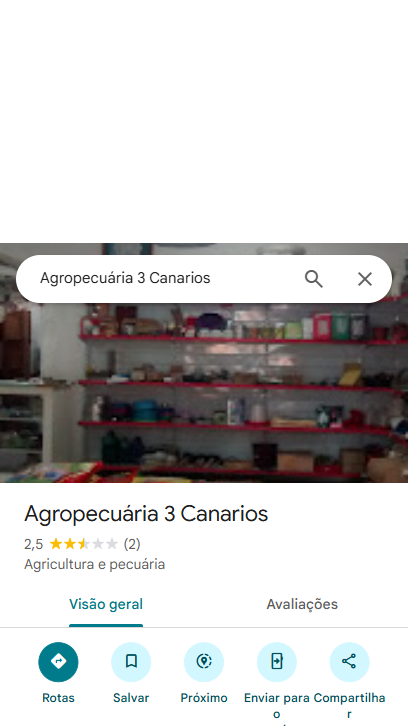 Agropecuária 3 Canarios
Agropecuária 3 Canarios
2,5 (2)
Agricultura e pecuária
Visão geral Avaliações
Rotas Salvar Próximo Enviar para o Compartilhar